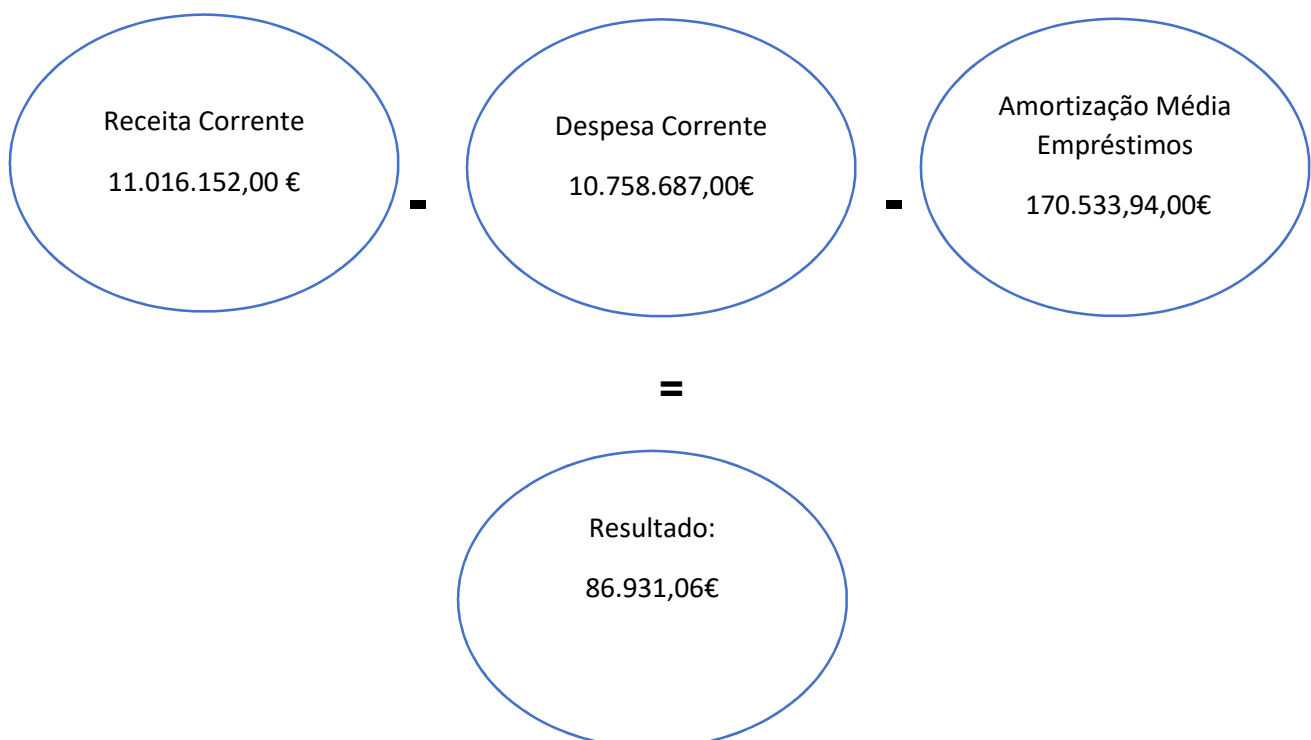 Receita Corrente
11.016.152,00 €
-
Despesa Corrente
10.758.687,00€
-
Amortização Média
Empréstimos
170.533,94,00€
=
Resultado:
86.931,06€